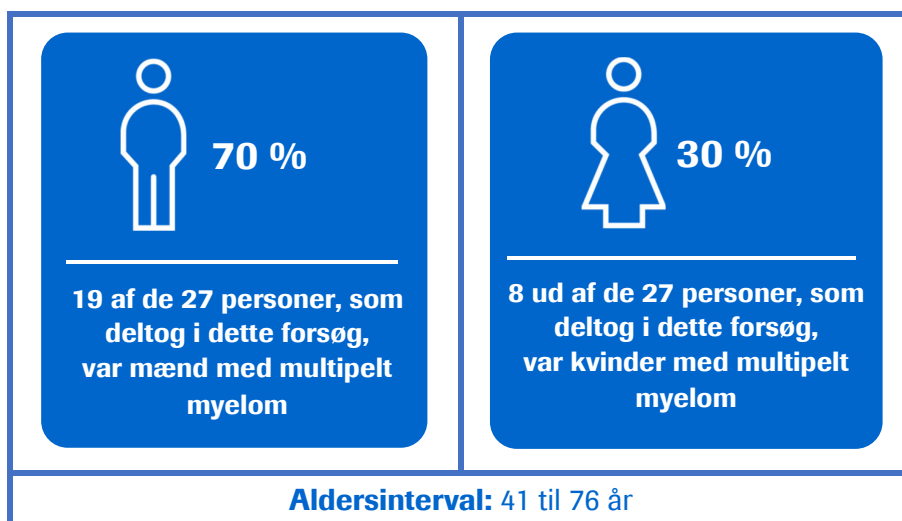 70 %
19 af de 27 personer, som
deltog i dette forsøg,
var mænd med multipelt
myelom
30 %
8 ud af de 27 personer, som
deltog i dette forsøg,
var kvinder med multipelt
myelom
Aldersinterval: 41 til 76 år